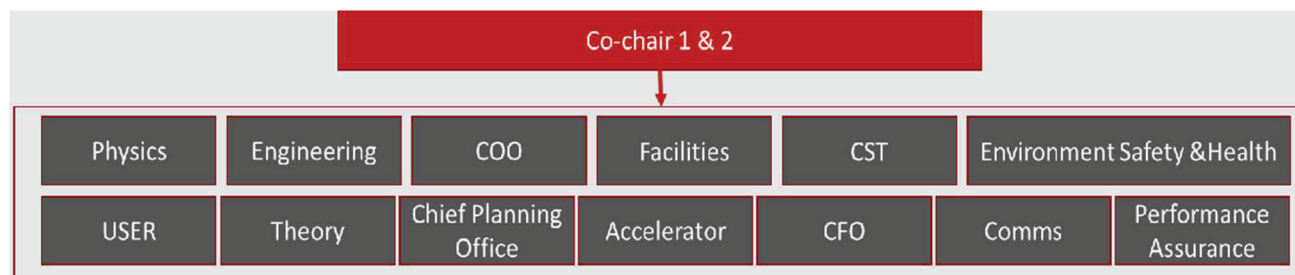 Co-chair 1 & 2
Physics
Engineering
COO
Facilities
CST
Environment Safety &Health
USER
Theory
Chief Planning
Office
Accelerator
CFO
Comms
Performance
Assurance